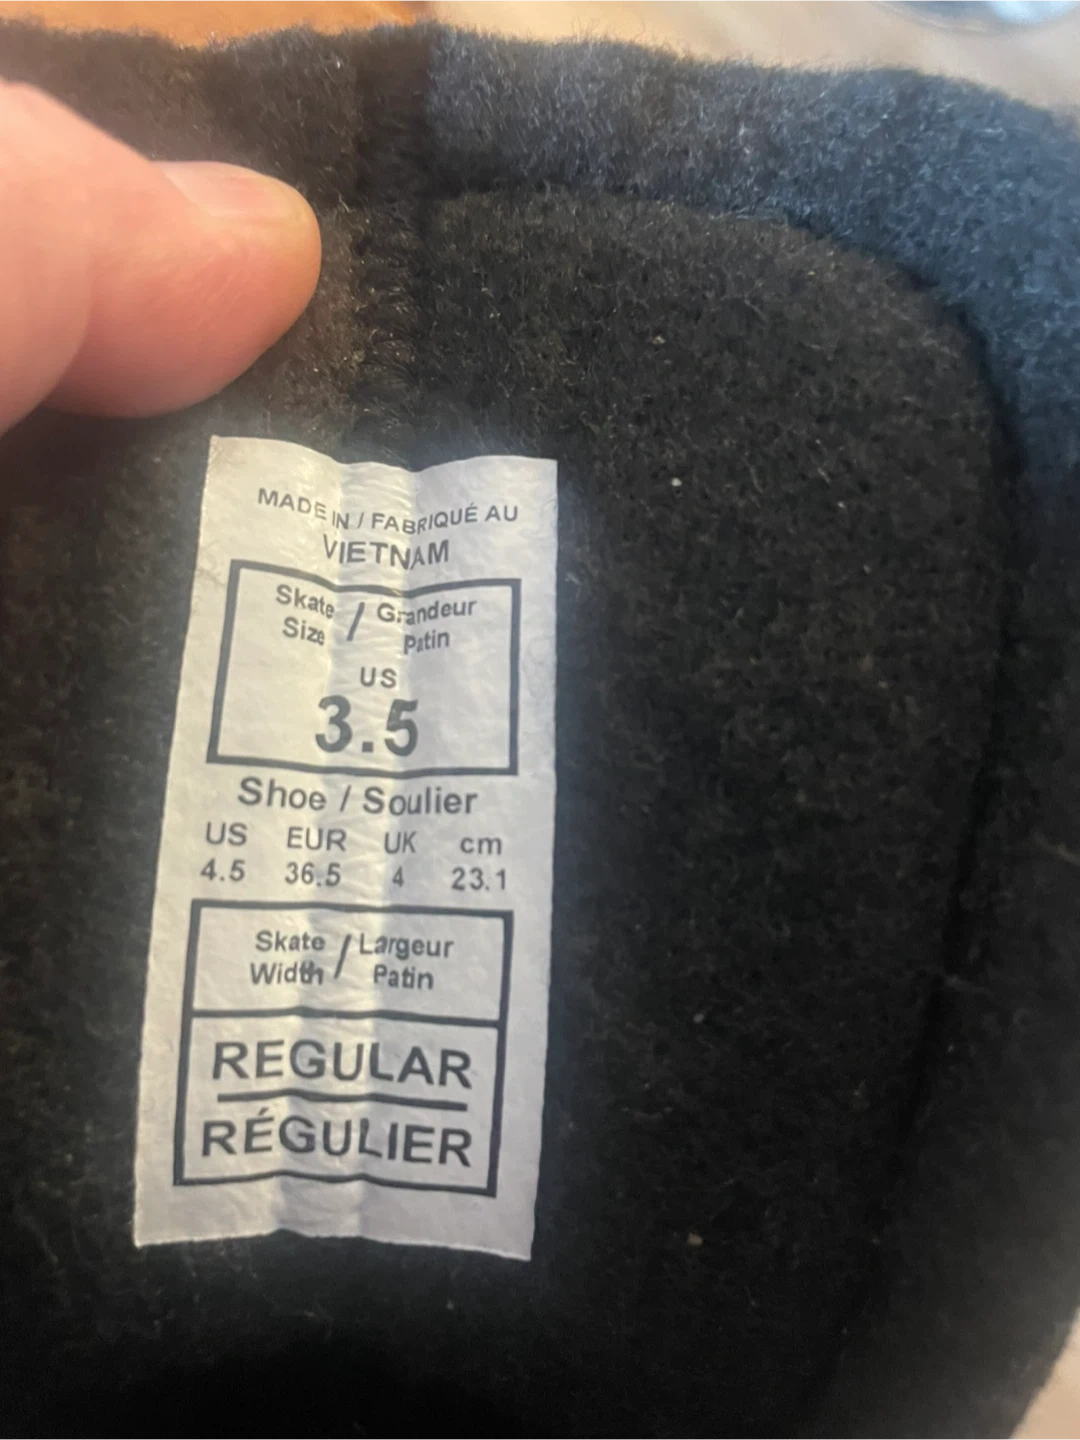 MADE IN / FABRIQUÉ AU
VIETNAM
Skate / Grandeur
Size Patin
US
3.5
Shoe / Soulier
US EUR UK cm
4.5 36.5 4 23.1
Skate / Largeur
Width Patin
REGULAR
RÉGULIER